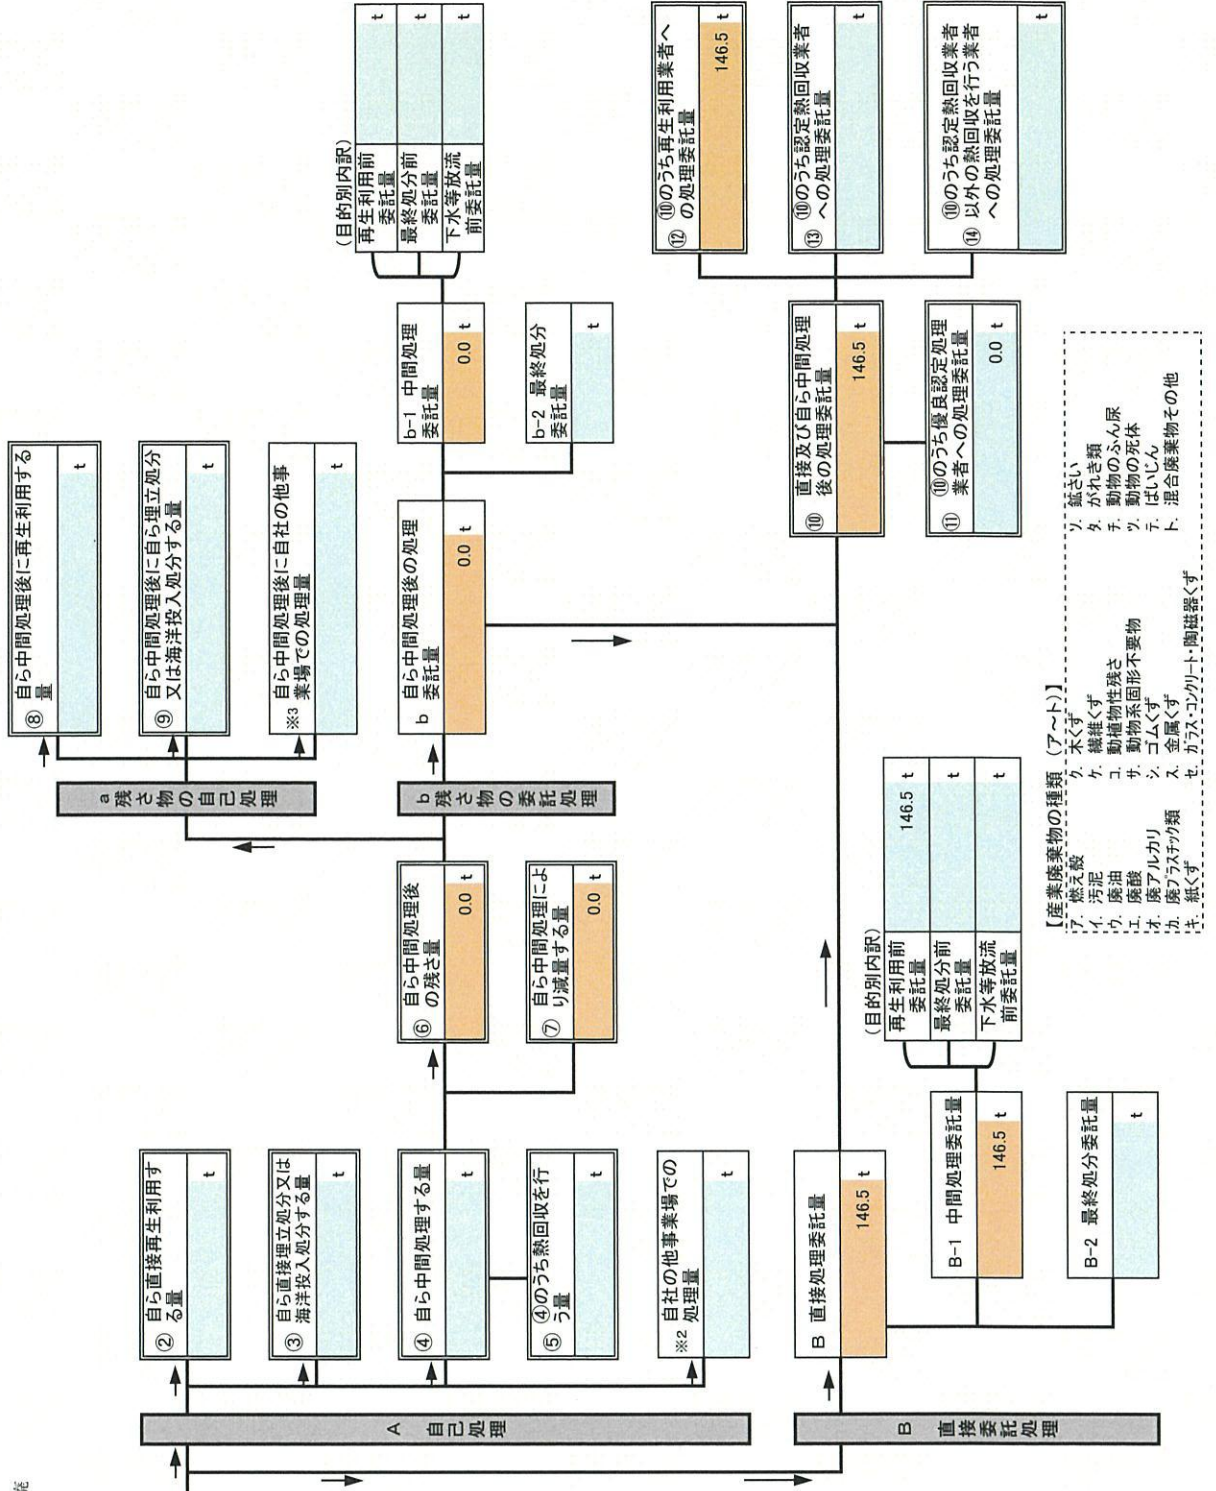 A 自己処理
② 自ら直接再生利用す
る量
t
③ 自ら直接埋立処分又は
海洋投入処分する量
t
④ 自ら中間処理する量
t
⑤ ④のうち熱回収を行
う量
t
※2 自社の他事業場での
処理量
t
⑥ 自ら中間処理後
の残さ量
0.0 t
⑦ 自ら中間処理によ
り減量する量
0.0 t
a 残さ物の自己処理
⑧ 自ら中間処理後に再生利用する
量
t
⑨ 自ら中間処理後に自ら埋立処分
又は海洋投入処分する量
t
※3 自ら中間処理後に自社の他事
業場での処理量
t
b 残さ物の委託処理
b 自ら中間処理後の処理
委託量
0.0 t
b-1 中間処理
委託量
0.0 t
b-2 最終処分
委託量
t
(目的別内訳)
再生利用前
委託量
t
最終処分前
委託量
t
下水等放流
前委託量
t
B 直接委託処理
B 直接処理委託量
146.5 t
B-1 中間処理委託量
146.5 t
B-2 最終処分委託量
t
(目的別内訳)
再生利用前
委託量
146.5 t
最終処分前
委託量
t
下水等放流
前委託量
t
⑩ 直接及び自ら中間処理
後の処理委託量
146.5 t
⑪ ⑩のうち優良認定処理
業者への処理委託量
0.0 t
⑫ ⑩のうち再生利用業者へ
の処理委託量
146.5 t
⑬ ⑩のうち認定熱回収業者
への処理委託量
t
⑭ ⑩のうち認定熱回収業者
以外の熱回収を行う業者
への処理委託量
t
【産業廃棄物の種類 (ア～ト)】
ア. 燃え殻
イ. 汚泥
ウ. 廃油
エ. 廃酸
オ. 廃アルカリ
カ. 廃プラスチック類
キ. 紙くず
ク. 木くず
ケ. 繊維くず
コ. 動植物性残さ
サ. 動物系固形不要物
シ. ゴムくず
ス. 金属くず
セ. ガラス・コンクリート・陶磁器くず
ソ. 鉱さい
タ. がれき類
チ. 動物のふん尿
ツ. 動物の死体
テ. ばいじん
ト. 混合廃棄物その他